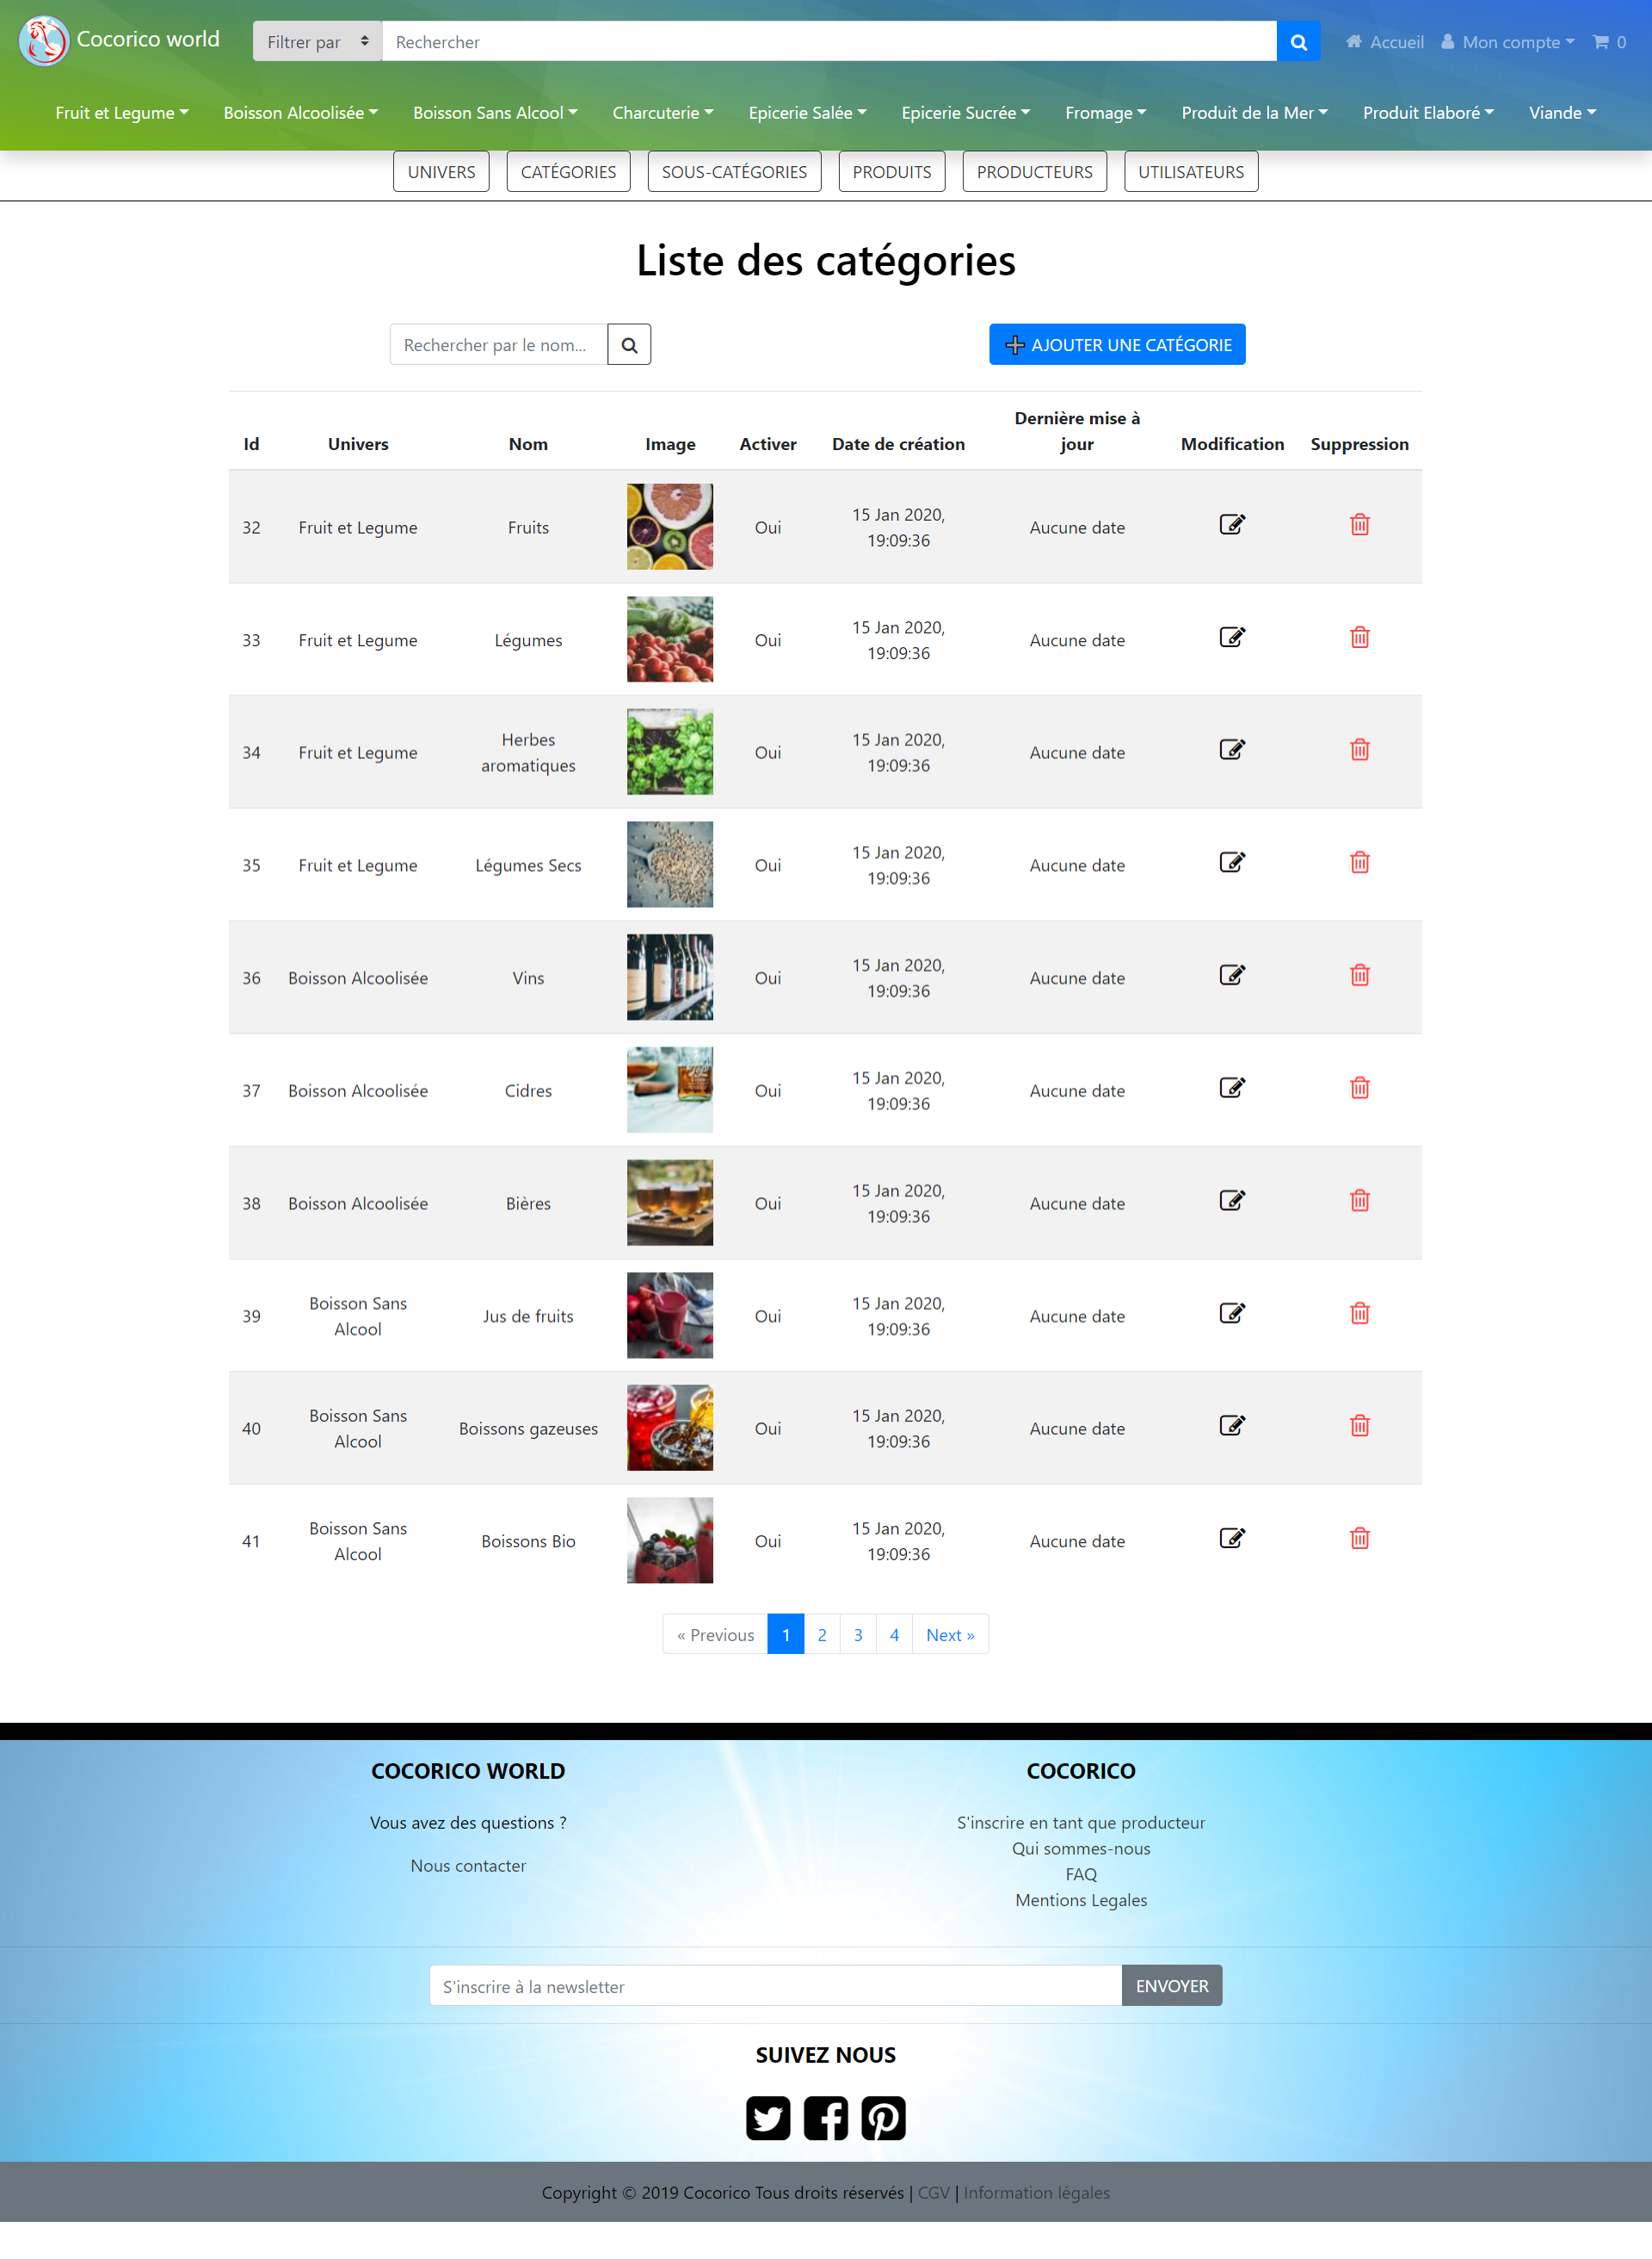 Cocorico world
Filtrer par
Rechercher
Accueil
Mon compte
0
Fruit et Legume
Boisson Alcoolisée
Boisson Sans Alcool
Charcuterie
Epicerie Salée
Epicerie Sucrée
Fromage
Produit de la Mer
Produit Elaboré
Viande
UNIVERS
CATÉGORIES
SOUS-CATÉGORIES
PRODUITS
PRODUCTEURS
UTILISATEURS
Liste des catégories
Rechercher par le nom...
AJOUTER UNE CATÉGORIE
Id Univers Nom Image Activer Date de création Dernière mise à jour Modification Suppression
32 Fruit et Legume Fruits Oui 15 Jan 2020, 19:09:36 Aucune date
33 Fruit et Legume Légumes Oui 15 Jan 2020, 19:09:36 Aucune date
34 Fruit et Legume Herbes aromatiques Oui 15 Jan 2020, 19:09:36 Aucune date
35 Fruit et Legume Légumes Secs Oui 15 Jan 2020, 19:09:36 Aucune date
36 Boisson Alcoolisée Vins Oui 15 Jan 2020, 19:09:36 Aucune date
37 Boisson Alcoolisée Cidres Oui 15 Jan 2020, 19:09:36 Aucune date
38 Boisson Alcoolisée Bières Oui 15 Jan 2020, 19:09:36 Aucune date
39 Boisson Sans Alcool Jus de fruits Oui 15 Jan 2020, 19:09:36 Aucune date
40 Boisson Sans Alcool Boissons gazeuses Oui 15 Jan 2020, 19:09:36 Aucune date
41 Boisson Sans Alcool Boissons Bio Oui 15 Jan 2020, 19:09:36 Aucune date
« Previous 1 2 3 4 Next »
COCORICO WORLD
Vous avez des questions ?
Nous contacter
COCORICO
S'inscrire en tant que producteur
Qui sommes-nous
FAQ
Mentions Legales
S'inscrire à la newsletter
ENVOYER
SUIVEZ NOUS
Copyright © 2019 Cocorico Tous droits réservés | CGV | Information légales